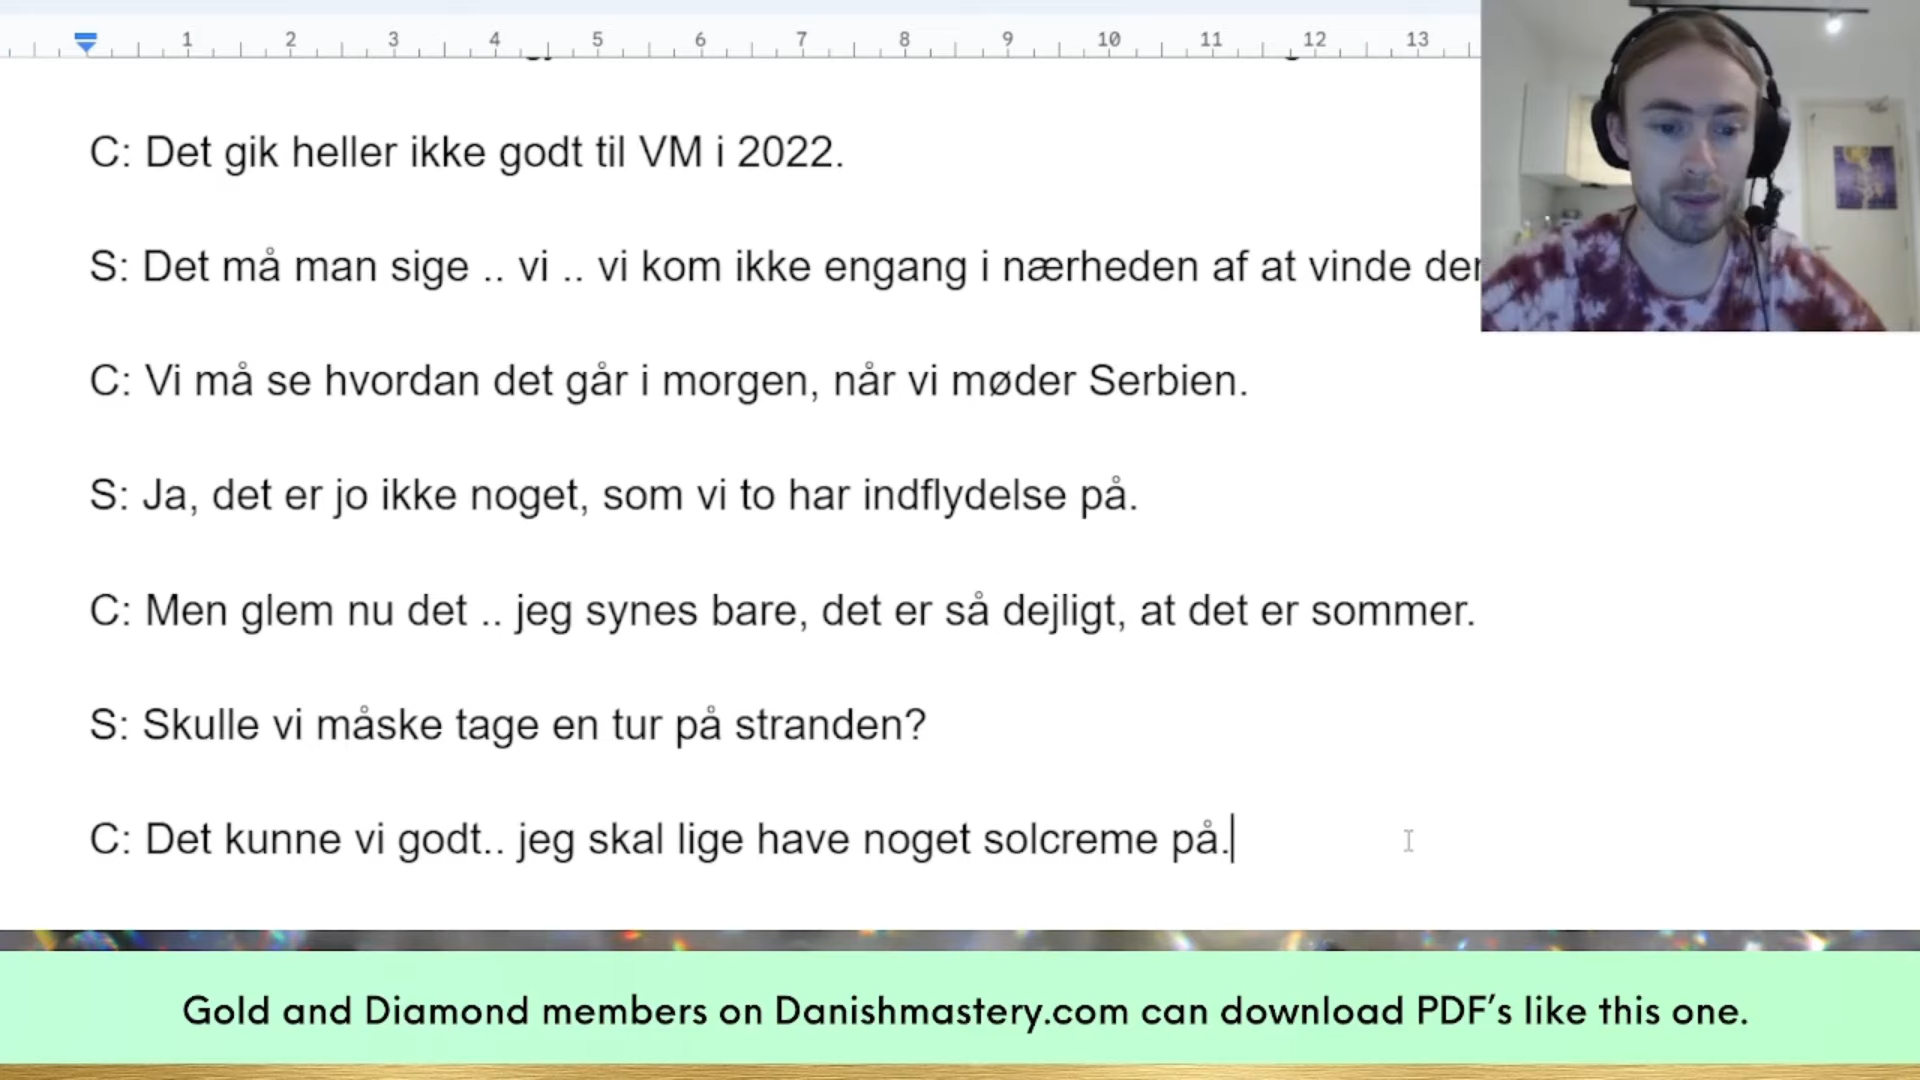 1 2 3 4 5 6 7 8 9 10 11 12 13
C: Det gik heller ikke godt til VM i 2022.
S: Det må man sige .. vi .. vi kom ikke engang i nærheden af at vinde
C: Vi må se hvordan det går i morgen, når vi møder Serbien.
S: Ja, det er jo ikke noget, som vi to har indflydelse på.
C: Men glem nu det .. jeg synes bare, det er så dejligt, at det er sommer.
S: Skulle vi måske tage en tur på stranden?
C: Det kunne vi godt.. jeg skal lige have noget solcreme på.
Gold and Diamond members on Danishmastery.com can download PDF’s like this one.